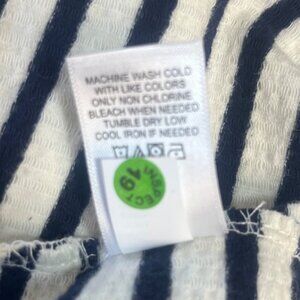 MACHINE WASH COLD
WITH LIKE COLORS
ONLY NON CHLORINE
BLEACH WHEN NEEDED
TUMBLE DRY LOW
COOL IRON IF NEEDED
INSPECT
49